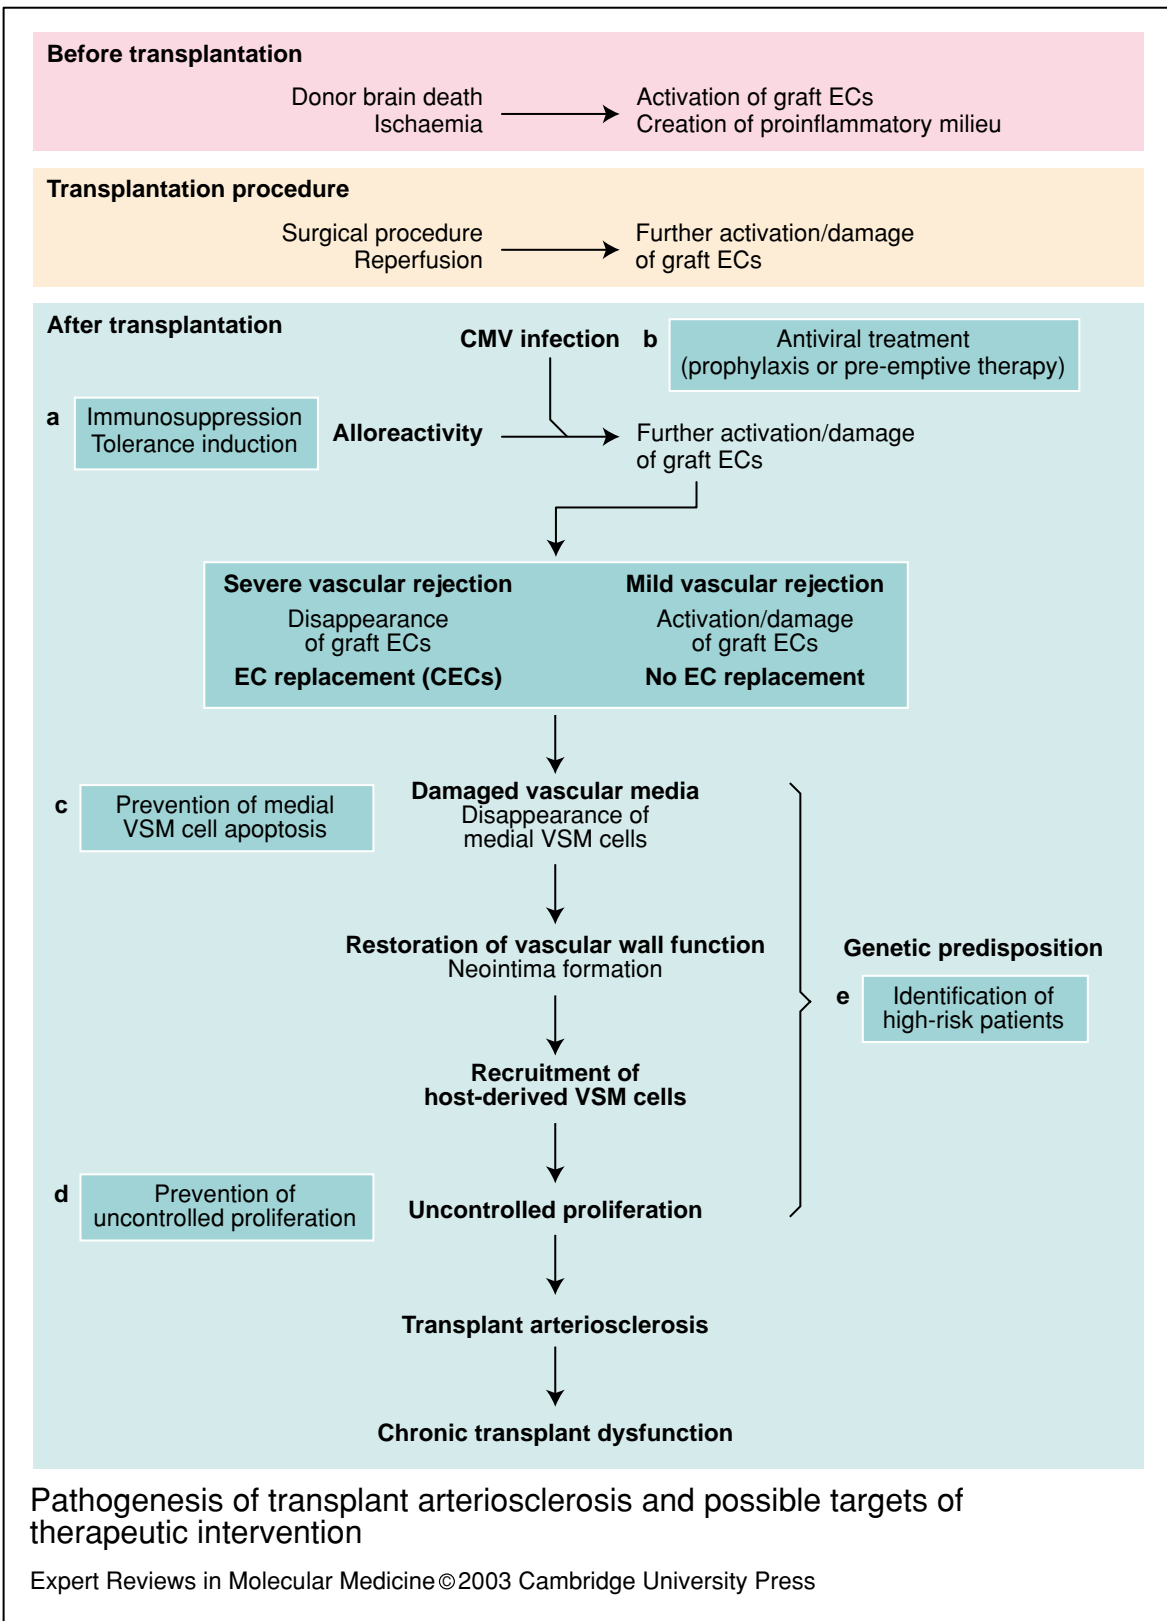 Before transplantation
Donor brain death
Ischaemia
Activation of graft ECs
Creation of proinflammatory milieu
Transplantation procedure
Surgical procedure
Reperfusion
Further activation/damage
of graft ECs
After transplantation
CMV infection
b
Antiviral treatment
(prophylaxis or pre-emptive therapy)
a
Immunosuppression
Tolerance induction
Alloreactivity
Further activation/damage
of graft ECs
Severe vascular rejection
Disappearance
of graft ECs
EC replacement (CECs)
Mild vascular rejection
Activation/damage
of graft ECs
No EC replacement
c
Prevention of medial
VSM cell apoptosis
Damaged vascular media
Disappearance of
medial VSM cells
Restoration of vascular wall function
Neointima formation
Genetic predisposition
e
Identification of
high-risk patients
Recruitment of
host-derived VSM cells
d
Prevention of
uncontrolled proliferation
Uncontrolled proliferation
Transplant arteriosclerosis
Chronic transplant dysfunction
Pathogenesis of transplant arteriosclerosis and possible targets of
therapeutic intervention
Expert Reviews in Molecular Medicine © 2003 Cambridge University Press